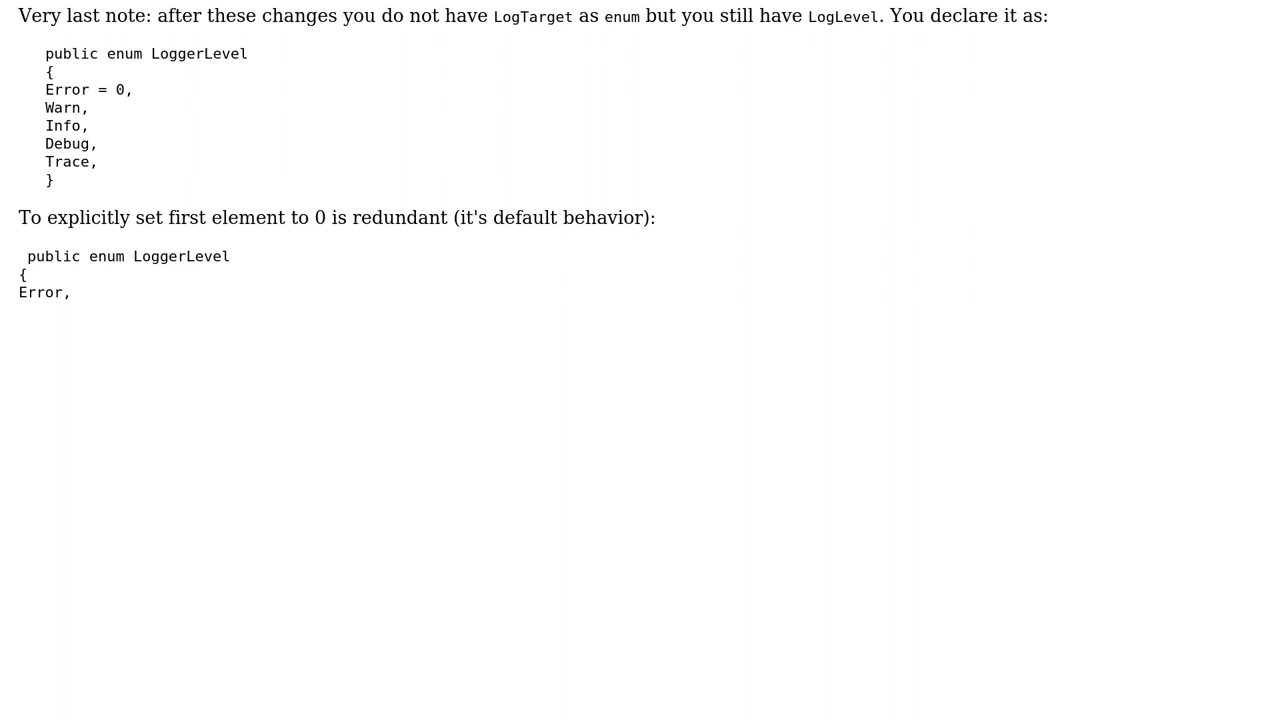 Very last note: after these changes you do not have LogTarget as enum but you still have LogLevel. You declare it as:
public enum LoggerLevel
{
Error = 0,
Warn,
Info,
Debug,
Trace,
}
To explicitly set first element to 0 is redundant (it's default behavior):
public enum LoggerLevel
{
Error,